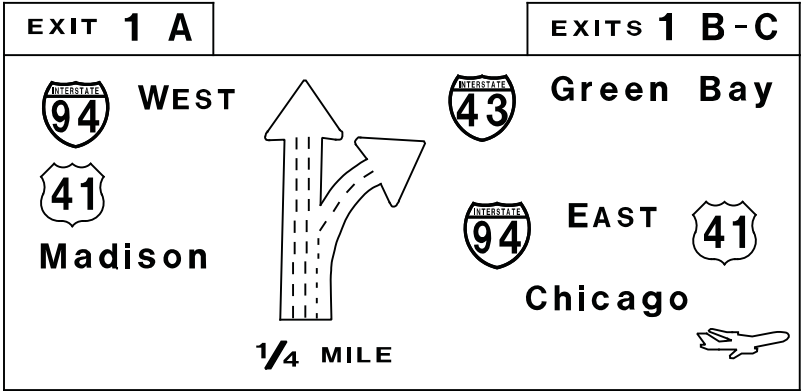 EXIT 1 A
INTERSTATE
94 WEST
41
Madison
1/4 MILE
EXITS 1 B-C
INTERSTATE
43 Green Bay
INTERSTATE
94 EAST 41
Chicago